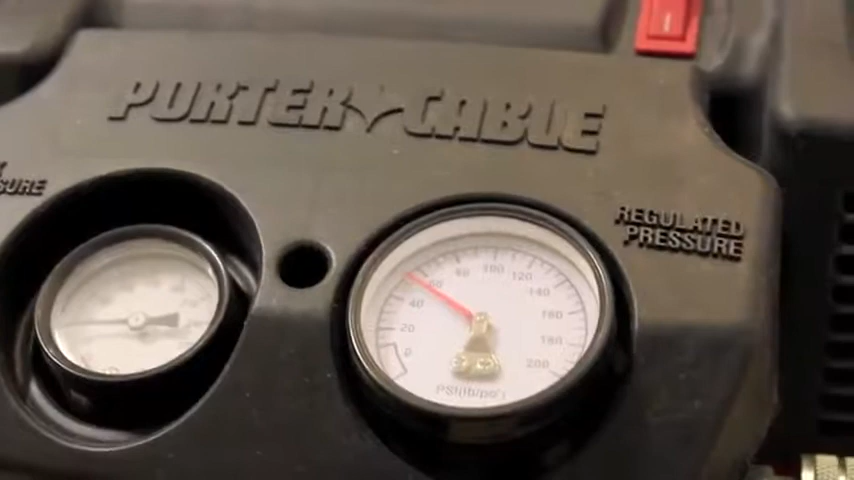 PORTER CABLE
REGULATED
PRESSURE
SURE
0
20
40
60
80
100
120
140
160
180
200
PSI(lb/po²)